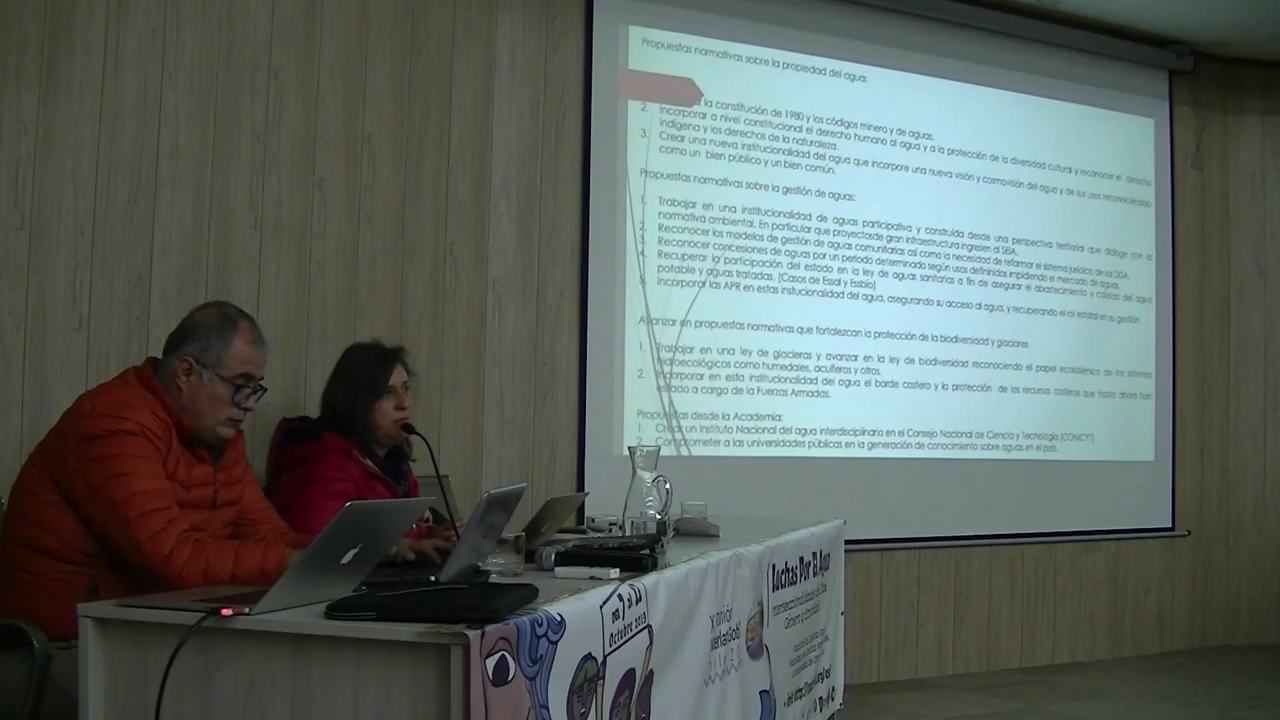 Propuestas normativas sobre la propiedad del agua:
la constitución de 1980 y los códigos minero y de aguas.
2. Incorporar a nivel constitucional el derecho humano al agua y a la protección de la diversidad cultural y reconocer el derecho
indígena y los derechos de la naturaleza.
3. Crear una nueva institucionalidad del agua que incorpore una nueva visión y cosmovisión del agua y de sus usos reconociéndolo
como un bien público y un bien común.
Propuestas normativas sobre la gestión de aguas:
1. Trabajar en una institucionalidad de aguas participativa y construida desde una perspectiva territorial que dialogr con la
normativa ambiental. En particular que proyectosde gran infraestructura ingresen al SEIA.
2. Reconocer los modelos de gestión de aguas comunitarias así como la necesidad de reformar el sistema jurídico de los DDA.
3. Reconocer concesiones de aguas por un periodo determinado según usos definidos impidiendo el mercado de aguas.
Recuperar la participación del estado en la ley de aguas sanitarias a fin de asegurar el abastecimiento y calidad del agua
potable y aguas tratadas. (Casos de Essal y Essbio)
Incorporar las APR en estas institucionalidad del agua, asegurando su acceso al agua, y recuperando el rol estatal en su gestión
Avanzar en propuestas normativas que fortalezcan la protección de la biodiversidad y glaciares
1. Trabajar en una ley de glacieras y avanzar en la ley de biodiversidad reconociendo el papel ecosistémico de los sistemas
hidroecológicos como humedales, acuíferos y otros.
2. Incorporar en esta institucionalidad del agua el borde costero y la protección de los recursos costeros que hasta ahora han
estado a cargo de la Fuerzas Armadas.
Propuestas desde la Academia:
1. Crear un Instituto Nacional del agua interdisciplinario en el Consejo Nacional de Ciencia y Tecnología (CONICYT)
2. Comprometer a las universidades públicas en la generación de conocimiento sobre aguas en el país.
Luchas Por El Agua
Octubre 2013